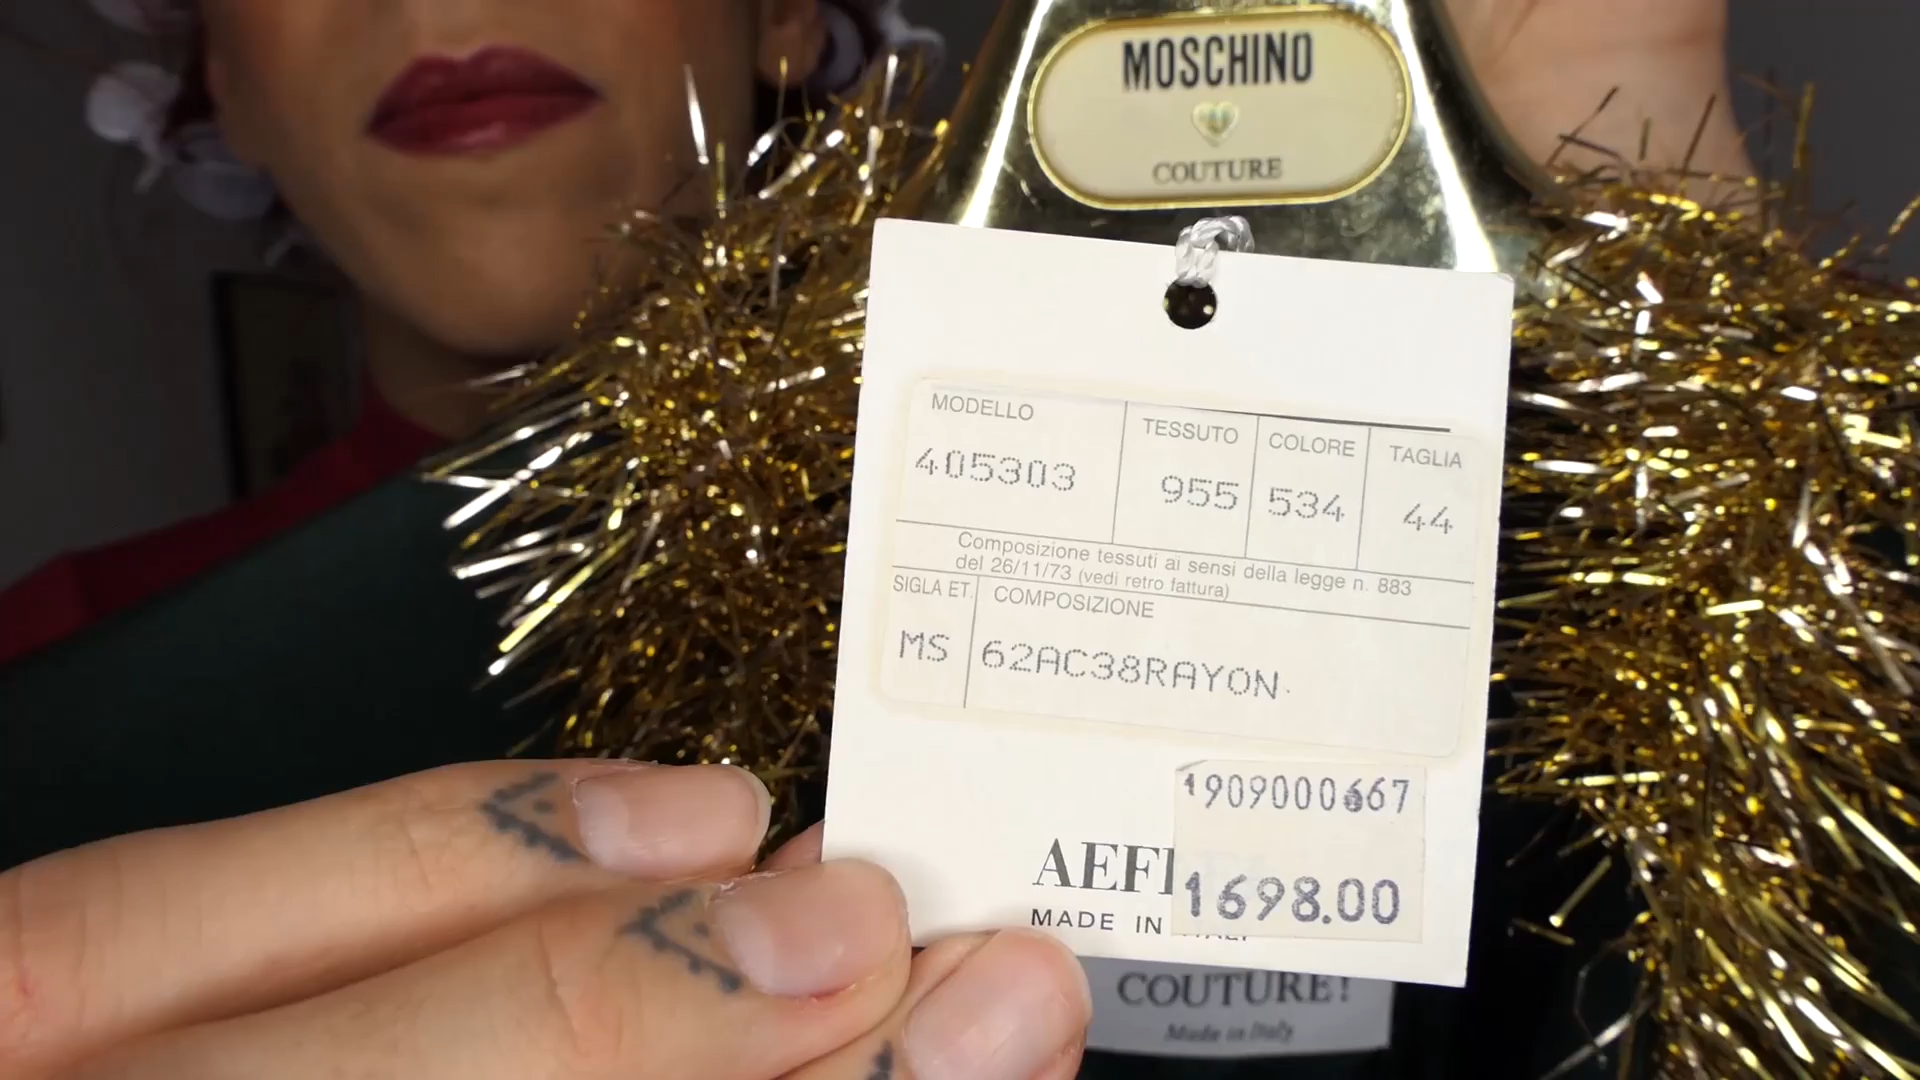 MOSCHINO
COUTURE
MODELLO TESSUTO COLORE TAGLIA
405303 955 534 44
Composizione tessuti ai sensi della legge n. 883
del 26/11/73 (vedi retro fattura)
SIGLA ET. COMPOSIZIONE
MS 62AC38RAYON
1909000667
AEFF
1698.00
MADE IN ITALY
COUTURE!
Made in Italy